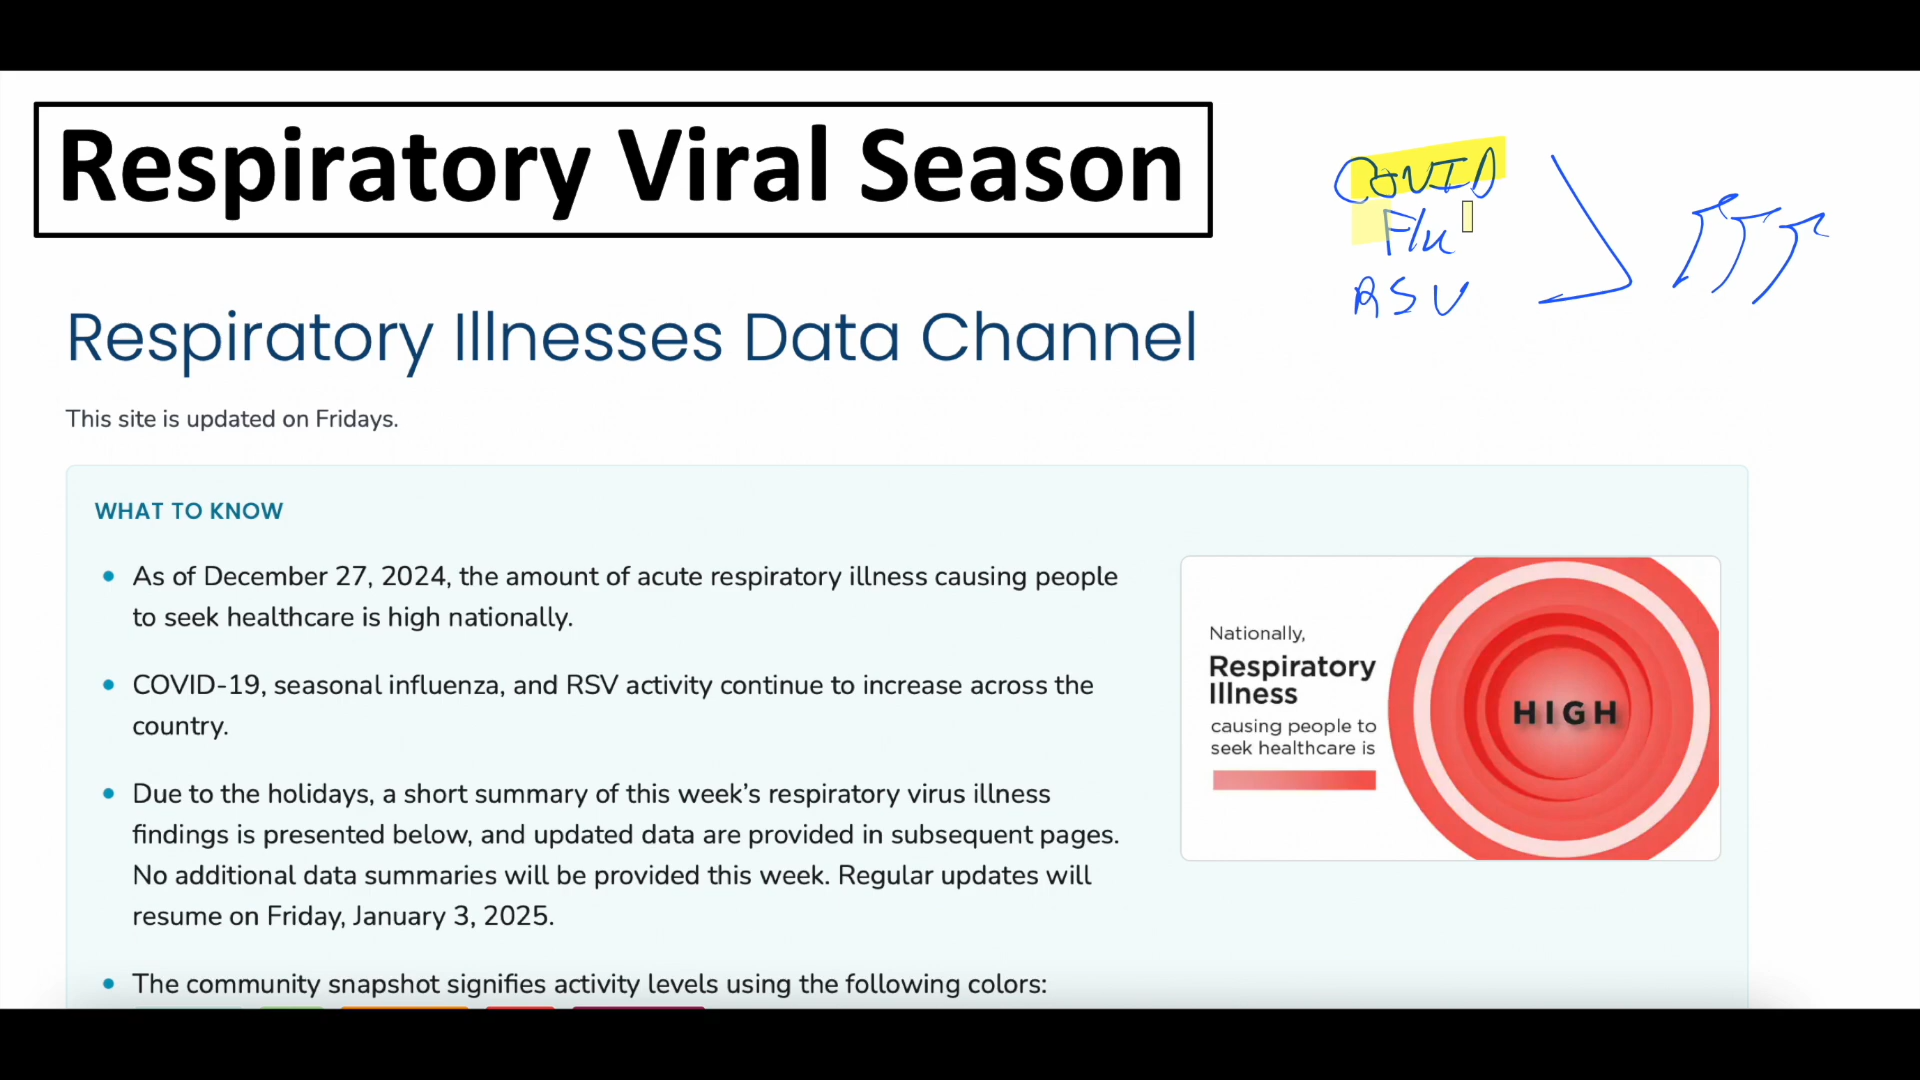 Respiratory Viral Season
COVID
Flu
RSV
Respiratory Illnesses Data Channel
This site is updated on Fridays.
WHAT TO KNOW
As of December 27, 2024, the amount of acute respiratory illness causing people
to seek healthcare is high nationally.
COVID-19, seasonal influenza, and RSV activity continue to increase across the
country.
Due to the holidays, a short summary of this week’s respiratory virus illness
findings is presented below, and updated data are provided in subsequent pages.
No additional data summaries will be provided this week. Regular updates will
resume on Friday, January 3, 2025.
The community snapshot signifies activity levels using the following colors:
Nationally,
Respiratory
Illness
causing people to
seek healthcare is
HIGH